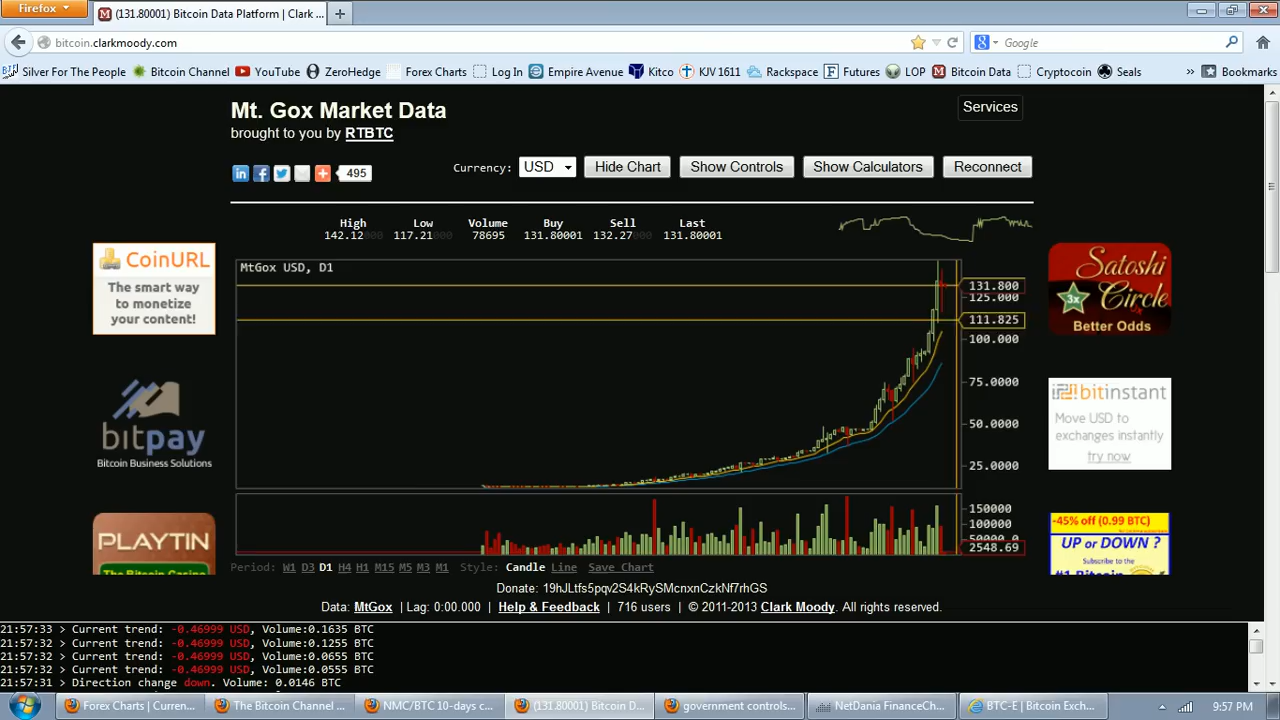 Firefox
(131.80001) Bitcoin Data Platform | Clark ...
bitcoin.clarkmoody.com
Google
Silver For The People
Bitcoin Channel
YouTube
ZeroHedge
Forex Charts
Log In
Empire Avenue
Kitco
KJV 1611
Rackspace
Futures
LOP
Bitcoin Data
Cryptocoin
Seals
»
Bookmarks
Mt. Gox Market Data
Services
brought to you by RTBTC
495
Currency: USD
Hide Chart
Show Controls
Show Calculators
Reconnect
High Low Volume Buy Sell Last
142.12000 117.21000 78695 131.80001 132.27000 131.80001
CoinURL
The smart way
to monetize
your content!
bitpay
Bitcoin Business Solutions
PLAYTIN
The Bitcoin Casino
MtGox USD, D1
131.800
125.000
111.825
100.000
75.0000
50.0000
25.0000
150000
100000
50000.0
2548.69
Satoshi
Circle
3x
Better Odds
bitinstant
Move USD to
exchanges instantly
try now
-45% off (0.99 BTC)
UP or DOWN ?
Subscribe to the
#1 Bitcoin
Period: W1 D3 D1 H4 H1 M15 M5 M3 M1 Style: Candle Line Save Chart
Donate: 19hJLtfs5pqv2S4kRySMcnxnCzkNf7rhGS
Data: MtGox | Lag: 0:00.000 | Help & Feedback | 716 users | © 2011-2013 Clark Moody. All rights reserved.
21:57:33 > Current trend: -0.46999 USD, Volume:0.1635 BTC
21:57:32 > Current trend: -0.46999 USD, Volume:0.1255 BTC
21:57:32 > Current trend: -0.46999 USD, Volume:0.0655 BTC
21:57:32 > Current trend: -0.46999 USD, Volume:0.0555 BTC
21:57:31 > Direction change down. Volume: 0.0146 BTC
Forex Charts | Curren...
The Bitcoin Channel ...
NMC/BTC 10-days c...
(131.80001) Bitcoin D...
government controls...
NetDania FinanceCh...
BTC-E | Bitcoin Exch...
9:57 PM